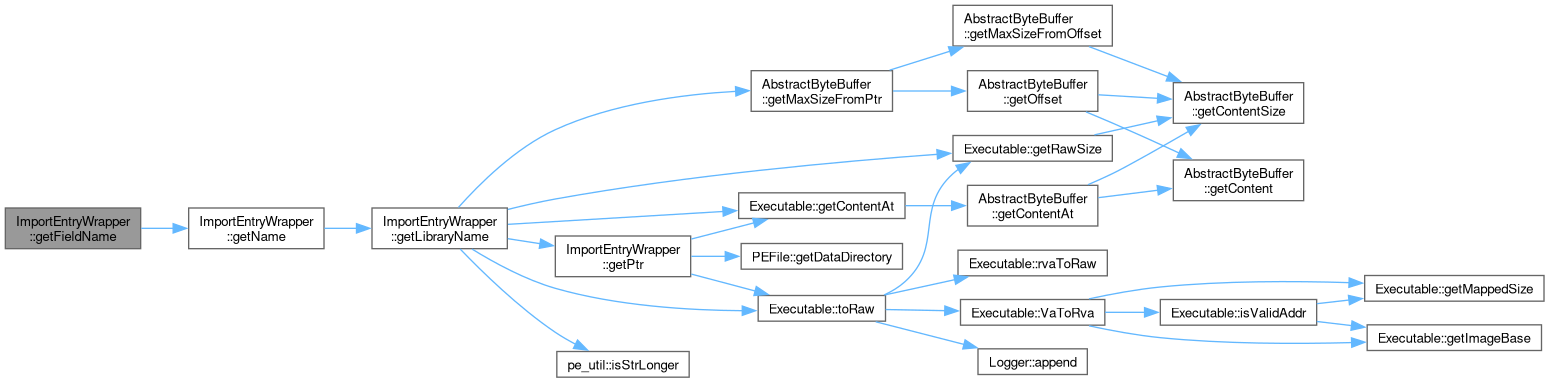 ImportEntryWrapper
::getFieldName
ImportEntryWrapper
::getName
ImportEntryWrapper
::getLibraryName
AbstractByteBuffer
::getMaxSizeFromPtr
AbstractByteBuffer
::getMaxSizeFromOffset
AbstractByteBuffer
::getOffset
AbstractByteBuffer
::getContentSize
Executable::getRawSize
AbstractByteBuffer
::getContent
Executable::getContentAt
AbstractByteBuffer
::getContentAt
ImportEntryWrapper
::getPtr
PEFile::getDataDirectory
Executable::toRaw
Executable::rvaToRaw
Executable::VaToRva
Executable::isValidAddr
Executable::getMappedSize
Executable::getImageBase
Logger::append
pe_util::isStrLonger